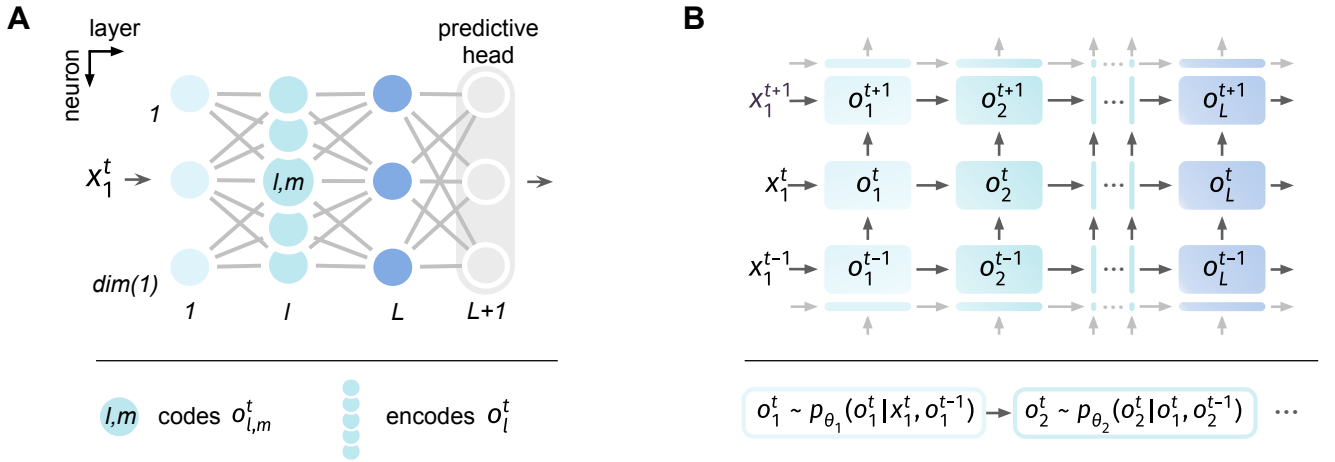 A
layer
neuron
predictive
head
1
x_1^t
l,m
dim(1)
1
l
L
L+1
l,m codes o_{l,m}^t
encodes o_l^t
B
x_1^{t+1} o_1^{t+1} o_2^{t+1} ... o_L^{t+1}
x_1^t o_1^t o_2^t ... o_L^t
x_1^{t-1} o_1^{t-1} o_2^{t-1} ... o_L^{t-1}
o_1^t ~ p_{θ_1}(o_1^t|x_1^t, o_1^{t-1}) → o_2^t ~ p_{θ_2}(o_2^t|o_1^t, o_2^{t-1}) ...